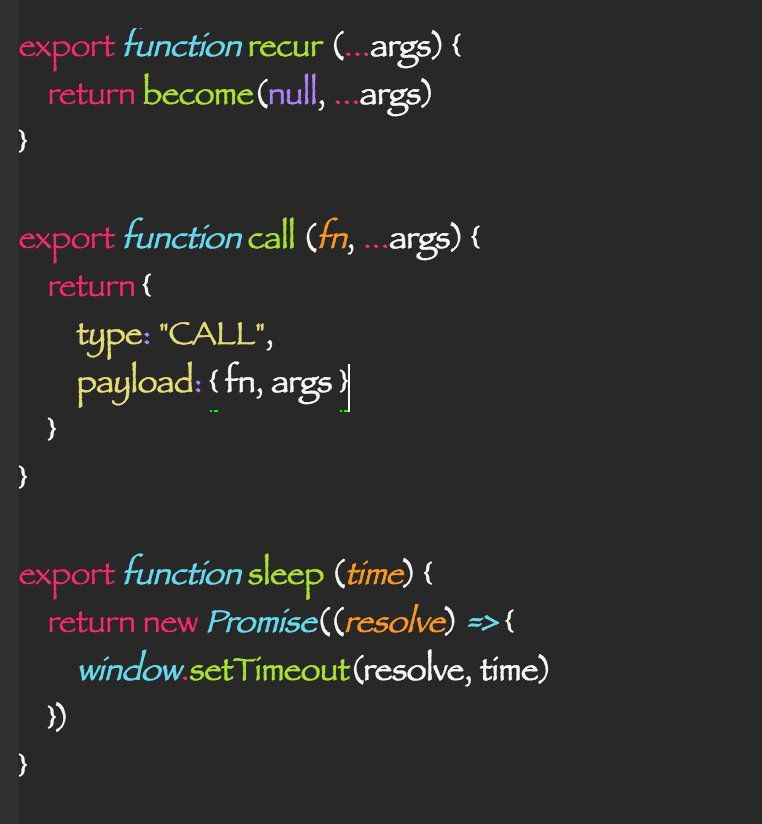 export function recur (...args) {
    return become(null, ...args)
}

export function call (fn, ...args) {
    return {
        type: "CALL",
        payload: { fn, args }
    }
}

export function sleep (time) {
    return new Promise((resolve) => {
        window.setTimeout(resolve, time)
    })
}